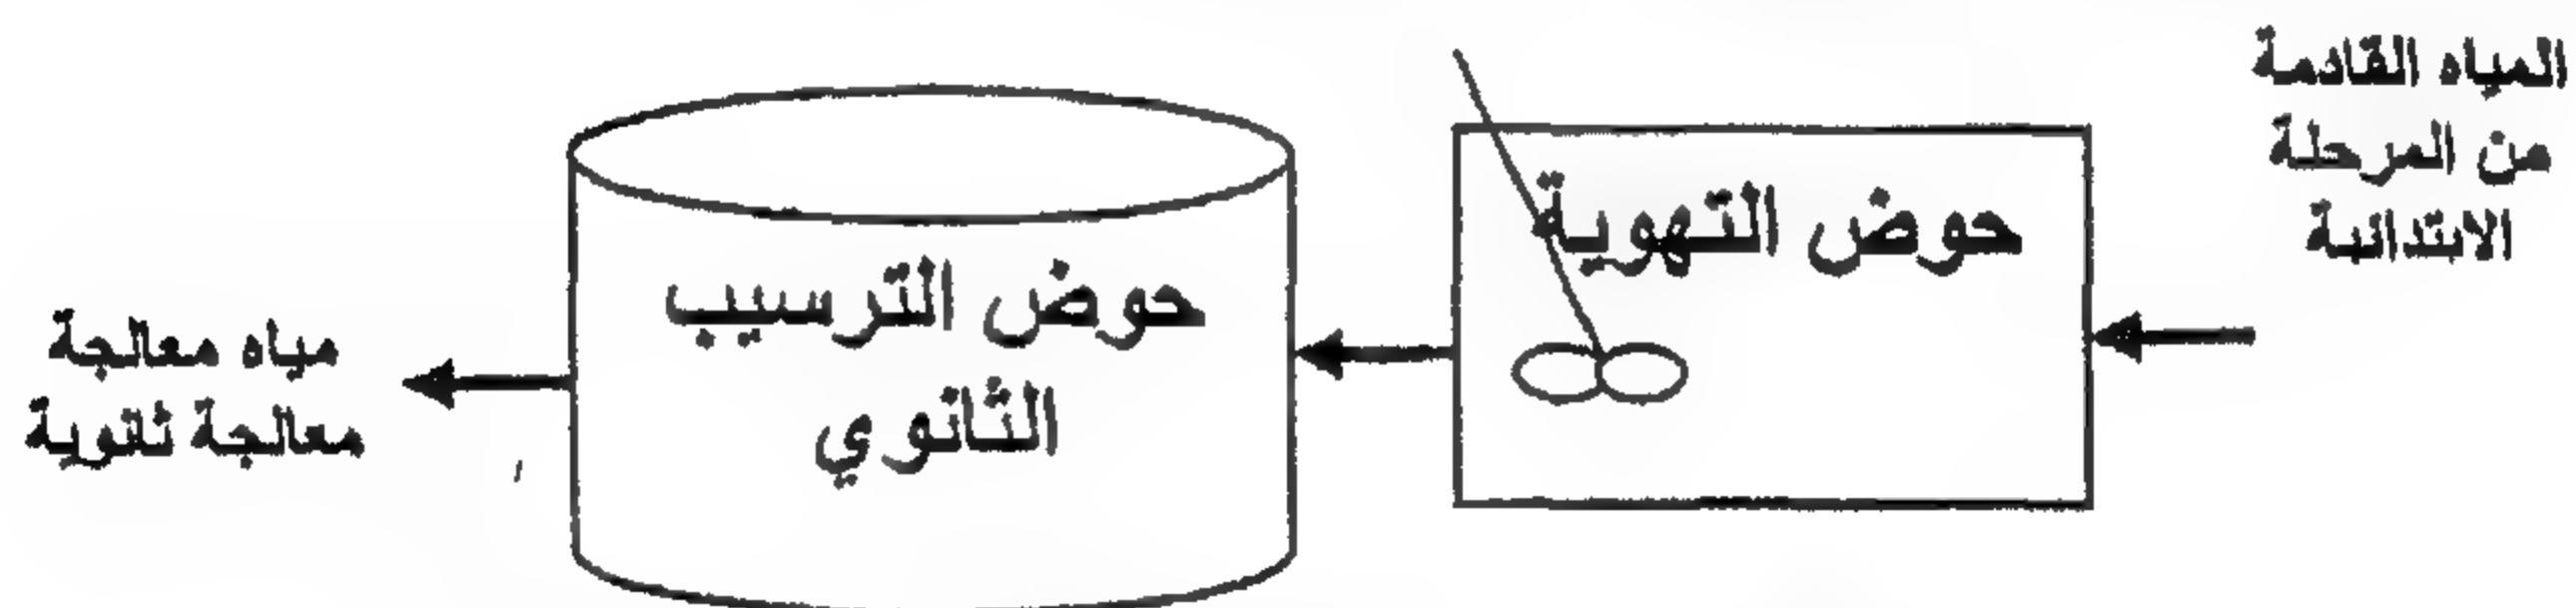 المياه القادمة
من المرحلة
الابتدائية
حوض التهوية
حوض الترسيب
الثانوي
مياه معالجة
معالجة ثانوية